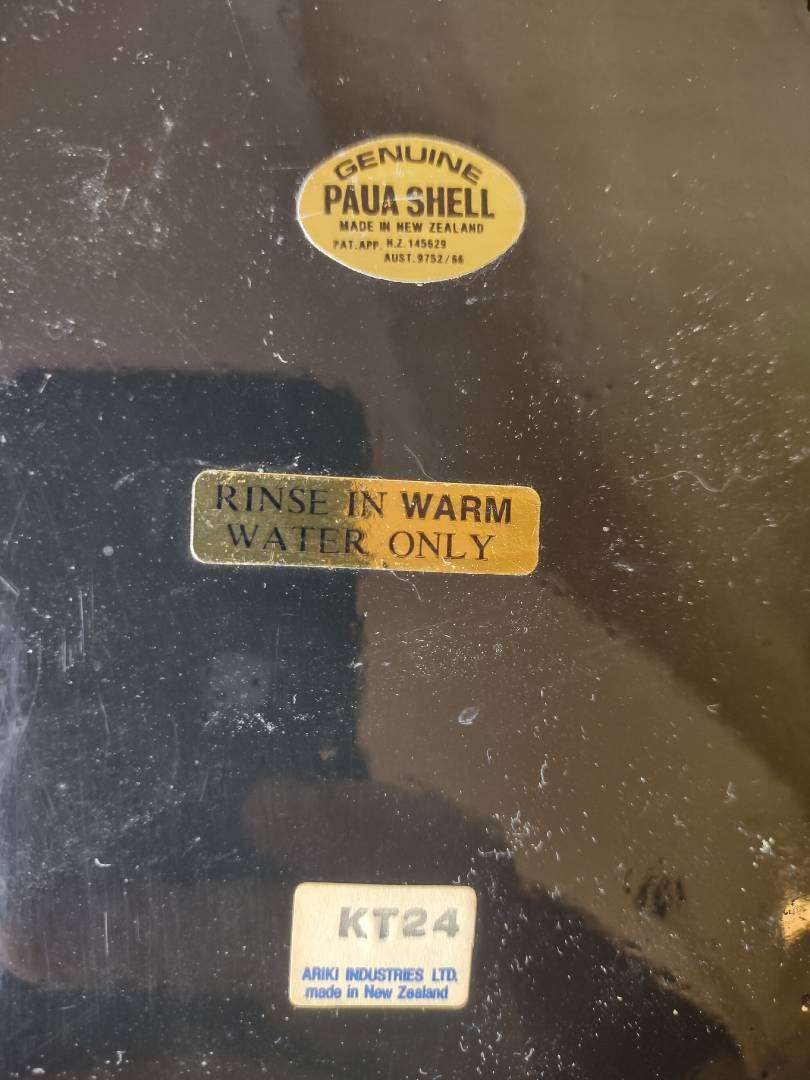 GENUINE
PAUA SHELL
MADE IN NEW ZEALAND
PAT. APP. N.Z. 145629
AUST. 9752/66
RINSE IN WARM
WATER ONLY
KT24
ARIKI INDUSTRIES LTD.
made in New Zealand